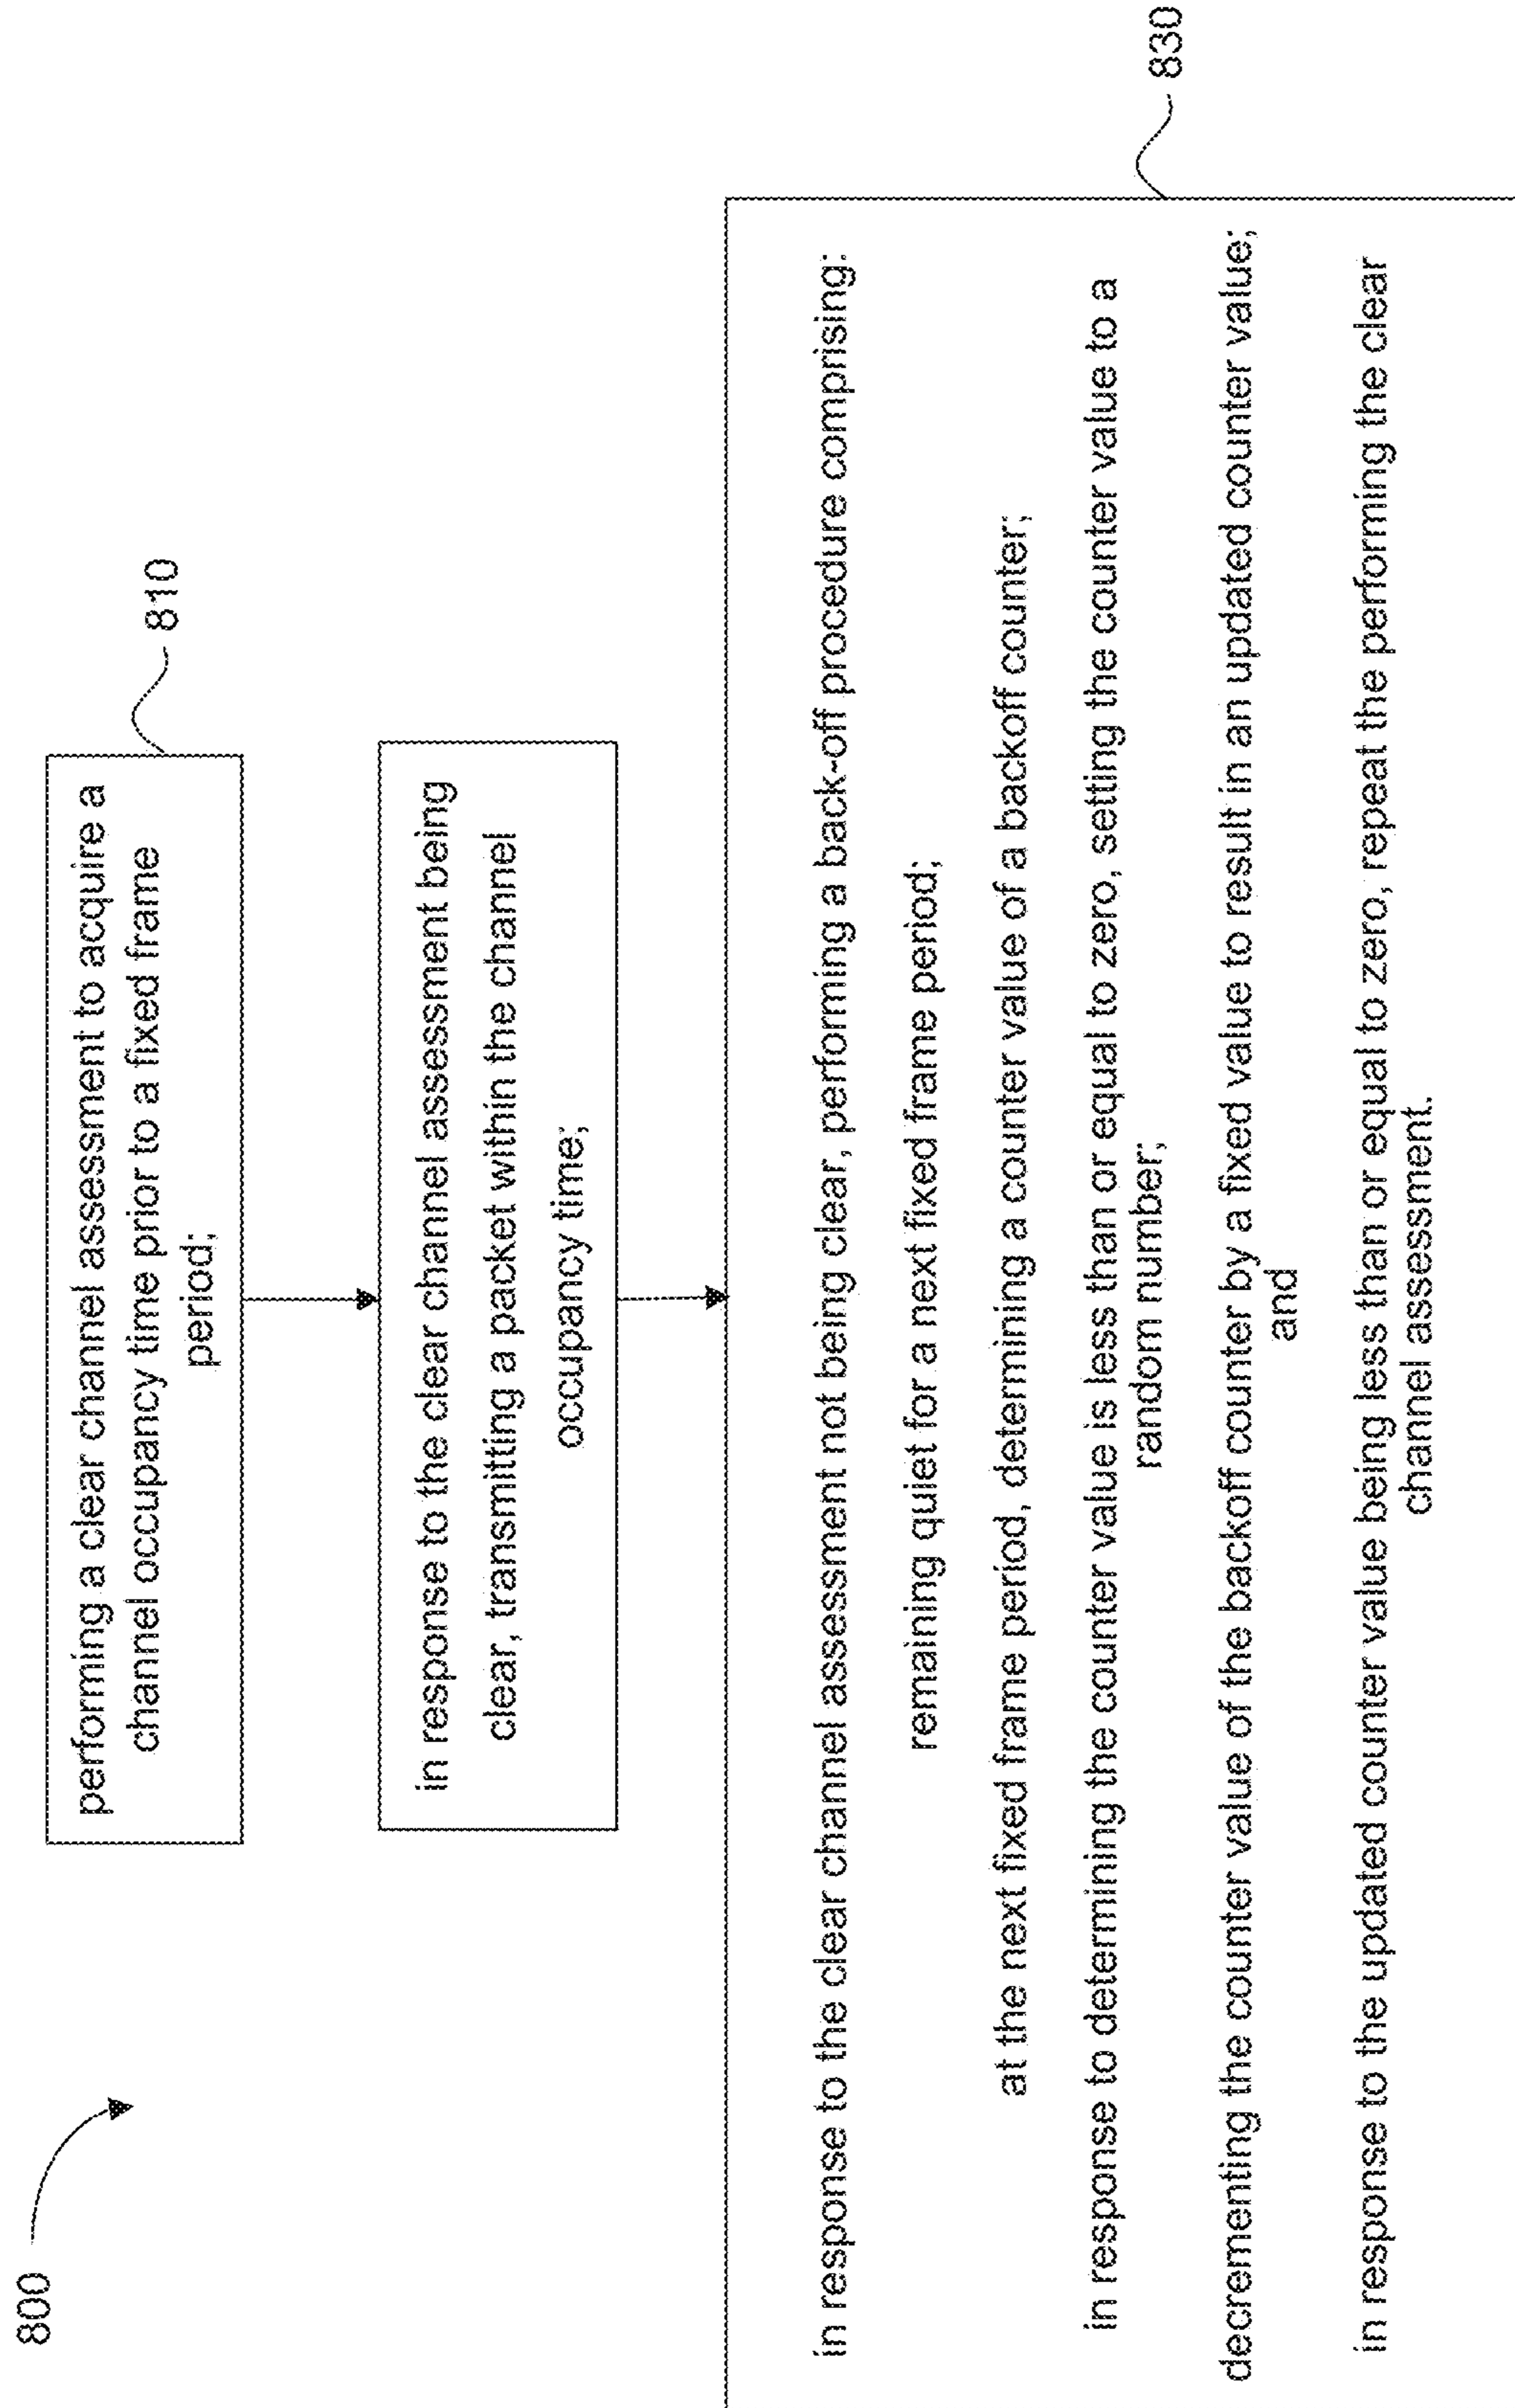 800
performing a clear channel assessment to acquire a
channel occupancy time prior to a fixed frame
period;
810
in response to the clear channel assessment being
clear, transmitting a packet within the channel
occupancy time;
in response to the clear channel assessment not being clear, performing a back-off procedure comprising:
remaining quiet for a next fixed frame period;
at the next fixed frame period, determining a counter value of a backoff counter;
in response to determining the counter value is less than or equal to zero, setting the counter value to a
random number;
decrementing the counter value of the backoff counter by a fixed value to result in an updated counter value;
and
in response to the updated counter value being less than or equal to zero, repeat the performing the clear
channel assessment.
830